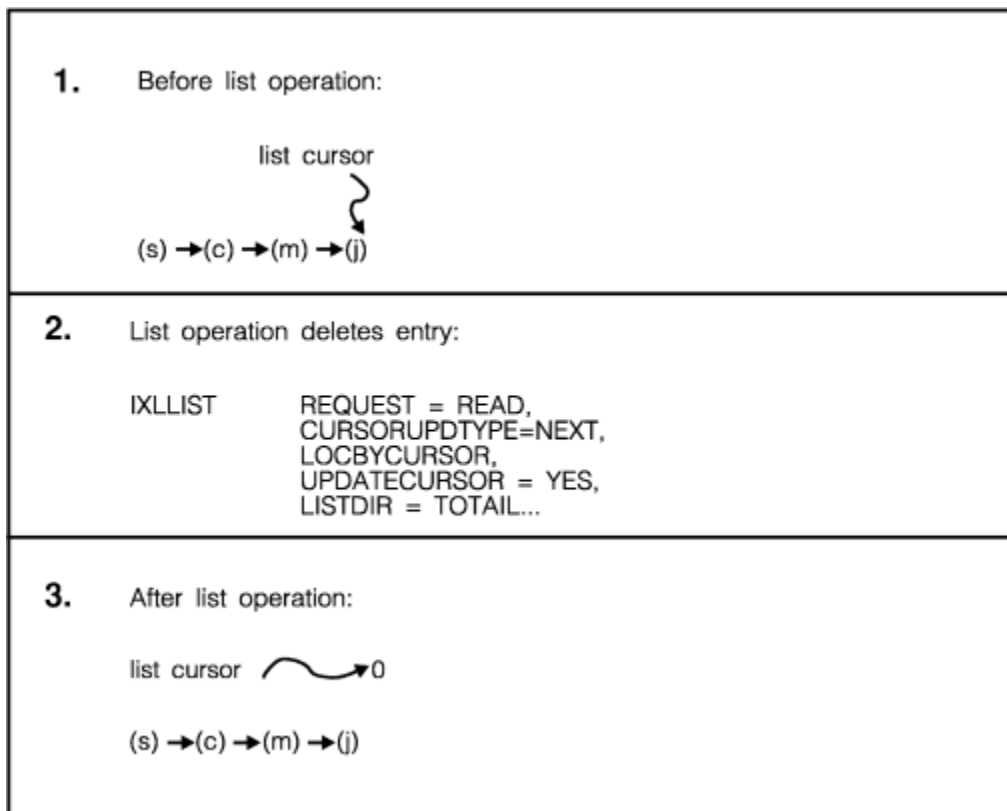 1. Before list operation:
list cursor
(s) →(c) →(m) →(j)
2. List operation deletes entry:
IXLLIST REQUEST = READ,
CURSORUPDTYPE=NEXT,
LOCBYCURSOR,
UPDATECURSOR = YES,
LISTDIR = TOTAIL...
3. After list operation:
list cursor 0
(s) →(c) →(m) →(j)